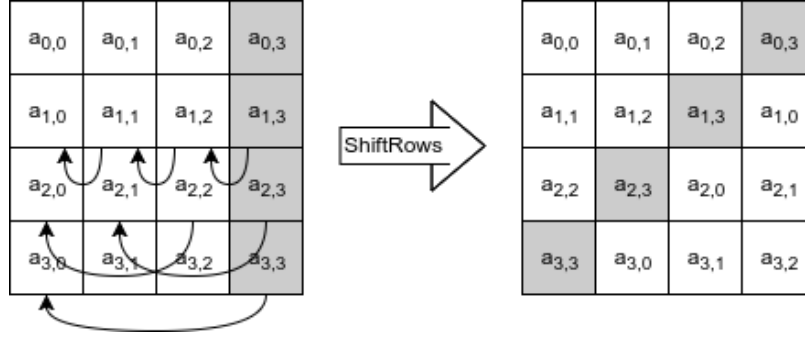 a0,0 a0,1 a0,2 a0,3
a1,0 a1,1 a1,2 a1,3
a2,0 a2,1 a2,2 a2,3
a3,0 a3,1 a3,2 a3,3
ShiftRows
a0,0 a0,1 a0,2 a0,3
a1,1 a1,2 a1,3 a1,0
a2,2 a2,3 a2,0 a2,1
a3,3 a3,0 a3,1 a3,2